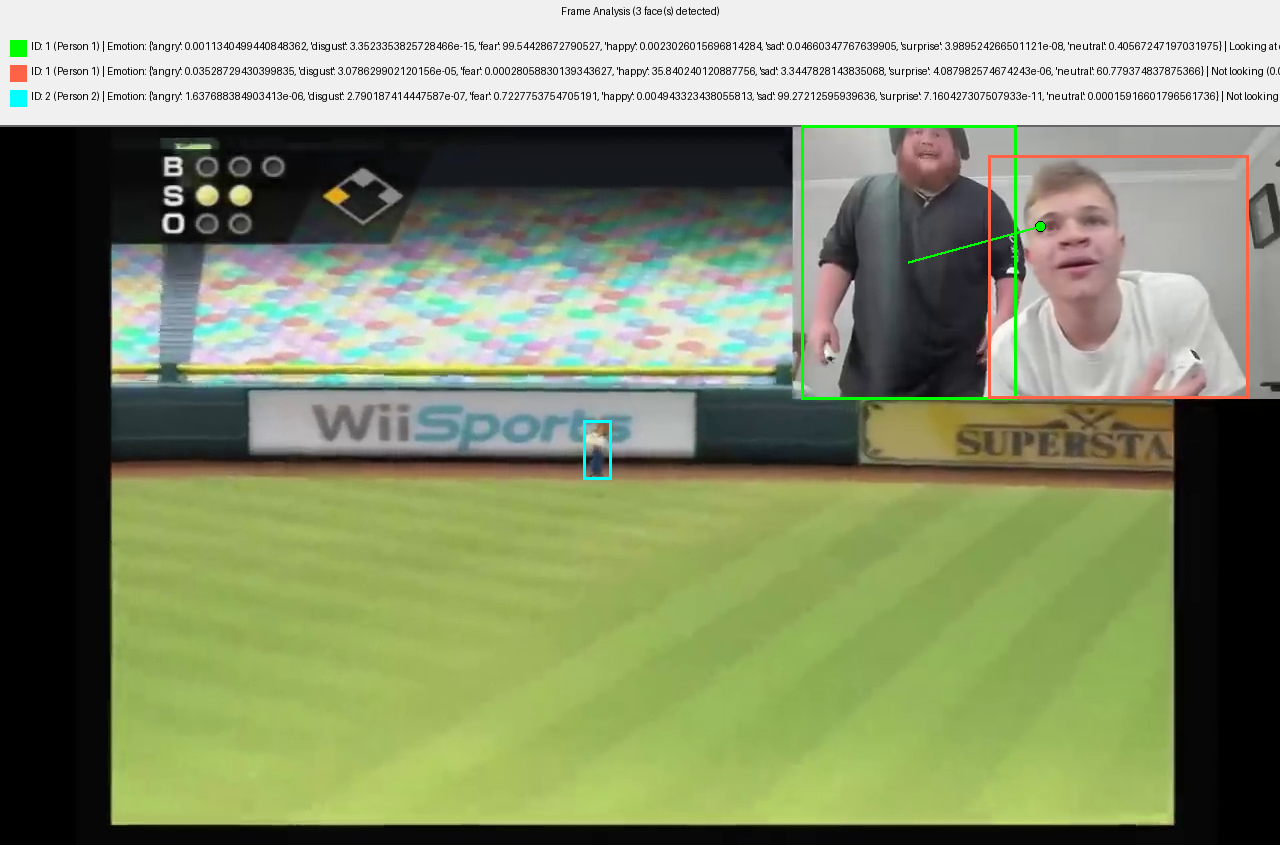 Frame Analysis (3 face(s) detected)
ID: 1 (Person 1) | Emotion: {'angry': 0.0011340499440848362, 'disgust': 3.3523353825728466e-15, 'fear': 99.54428672790527, 'happy': 0.0023026015696814284, 'sad': 0.04660347767639905, 'surprise': 3.989524266501121e-08, 'neutral': 0.40567247197031975} | Looking at
ID: 1 (Person 1) | Emotion: {'angry': 0.03528729430399835, 'disgust': 3.078629902120156e-05, 'fear': 0.00028058830139343627, 'happy': 35.840240120887756, 'sad': 3.3447828143835068, 'surprise': 4.087982574674243e-06, 'neutral': 60.779374837875366} | Not looking (0.0
ID: 2 (Person 2) | Emotion: {'angry': 1.637688384903413e-06, 'disgust': 2.790187414447587e-07, 'fear': 0.7227753754705191, 'happy': 0.004943323438055813, 'sad': 99.27212595939636, 'surprise': 7.160427307507933e-11, 'neutral': 0.00015916601796561736} | Not looking
B
S
O
Wii Sports
SUPERSTA